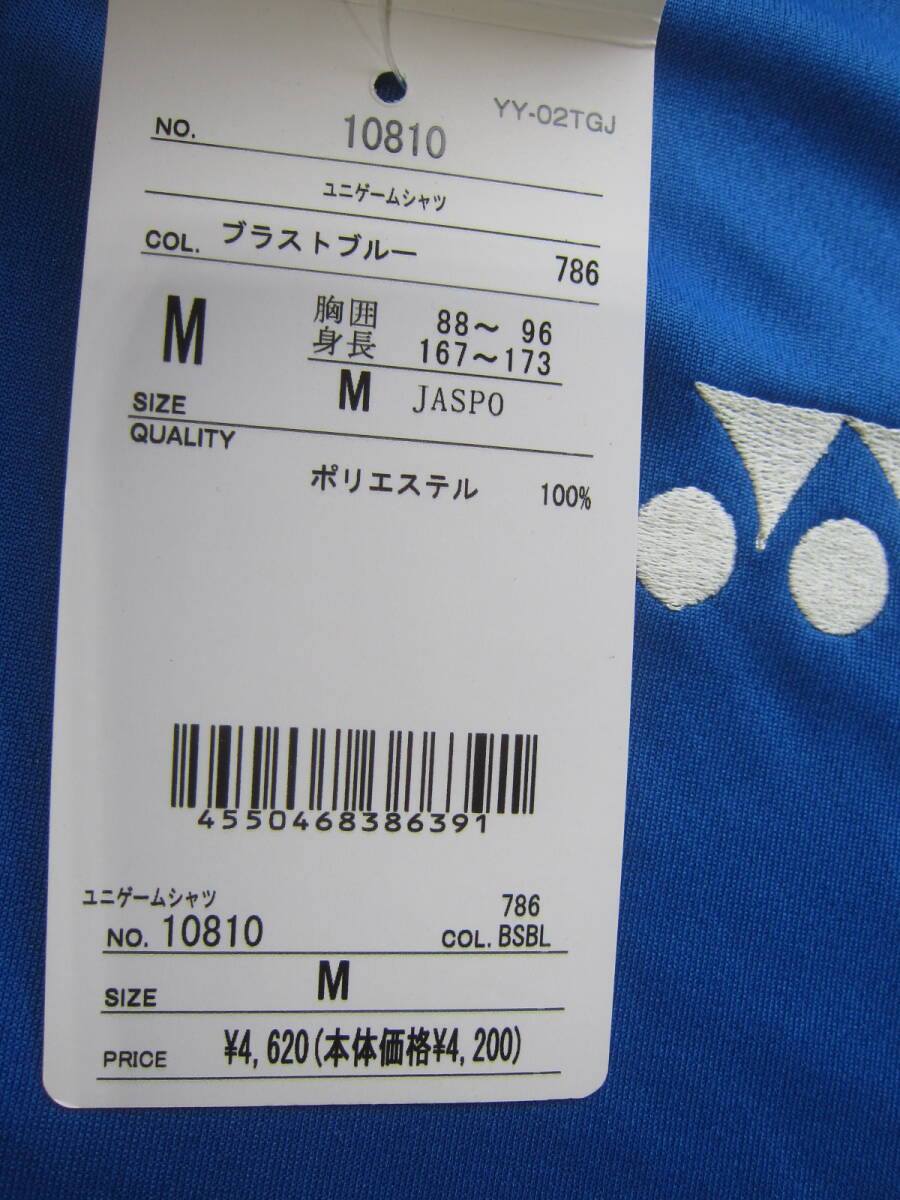 YY-02TGJ
NO. 10810
ユニゲームシャツ
COL. ブラストブルー 786
M 胸囲 88〜 96
身長 167〜173
SIZE M JASPO
QUALITY
ポリエステル 100%
4550468386391
ユニゲームシャツ 786
NO. 10810 COL. BSBL
SIZE M
PRICE ¥4,620(本体価格¥4,200)